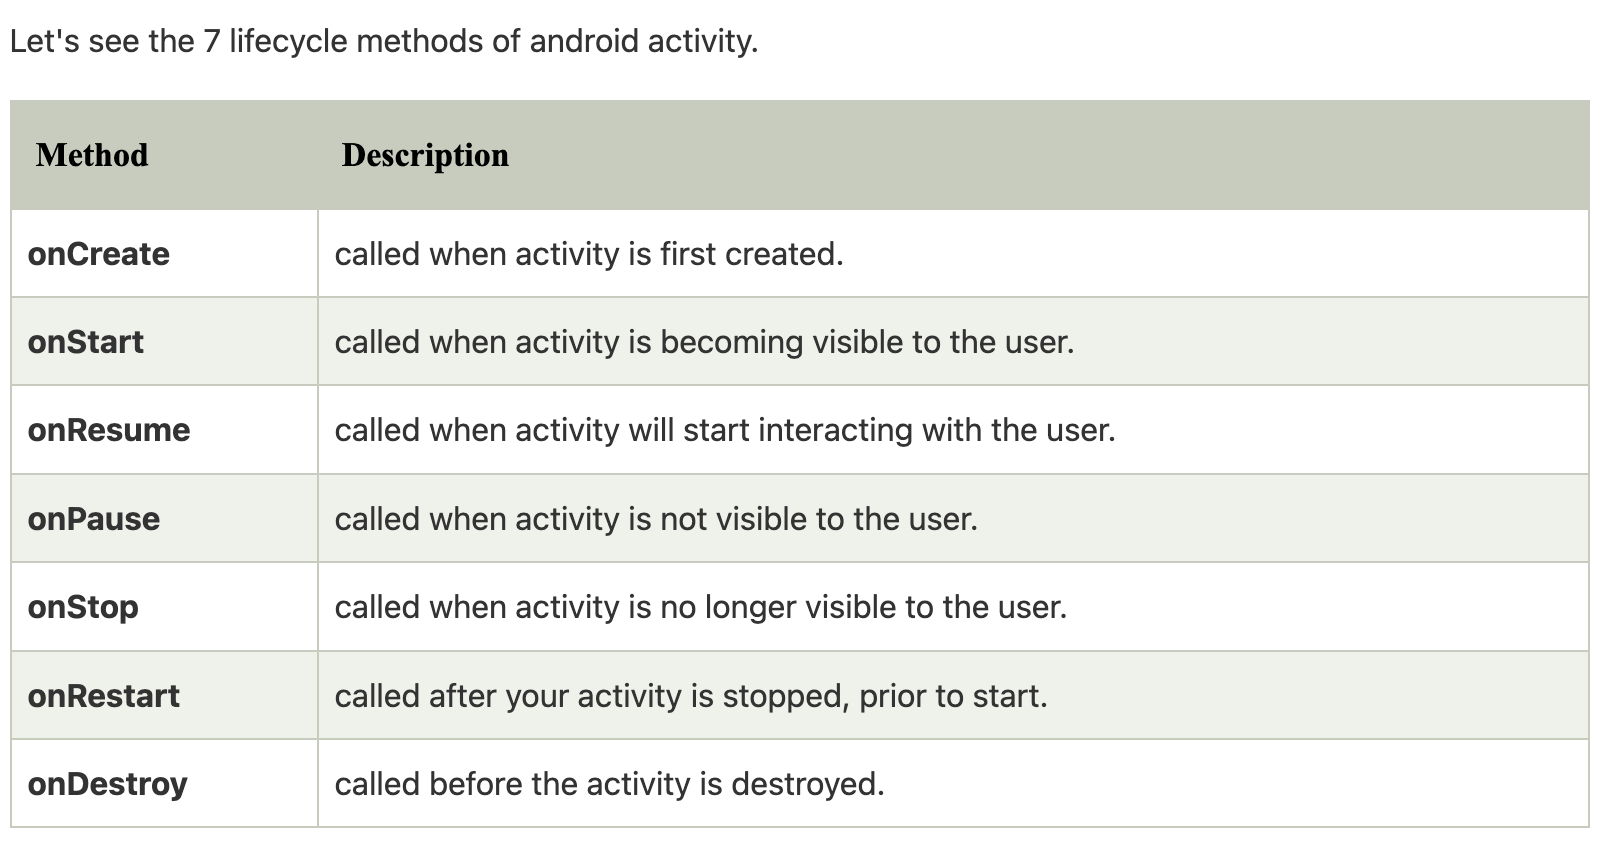 Let's see the 7 lifecycle methods of android activity.
Method Description
onCreate called when activity is first created.
onStart called when activity is becoming visible to the user.
onResume called when activity will start interacting with the user.
onPause called when activity is not visible to the user.
onStop called when activity is no longer visible to the user.
onRestart called after your activity is stopped, prior to start.
onDestroy called before the activity is destroyed.